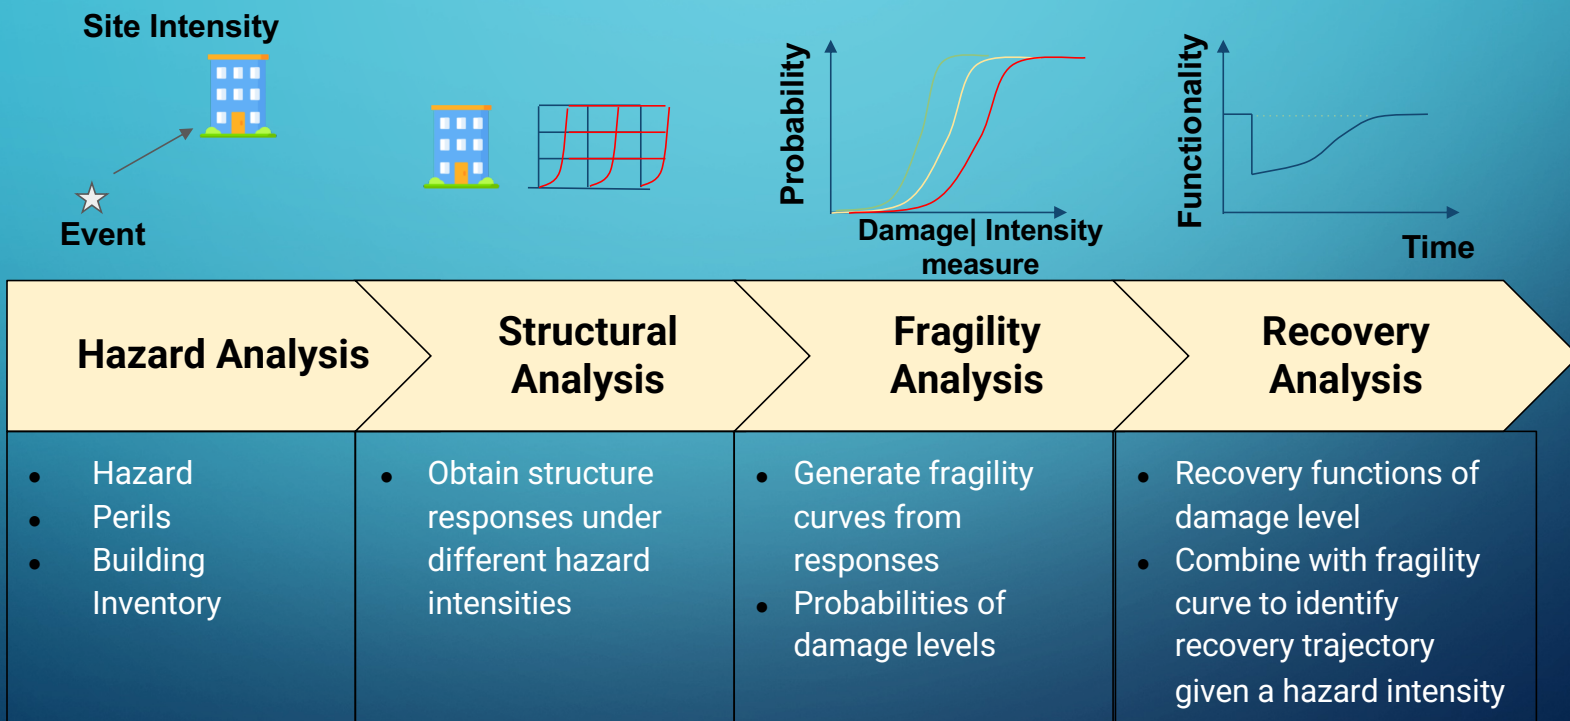 Site Intensity
Event
Probability
Damage| Intensity
measure
Functionality
Time
Hazard Analysis
Structural
Analysis
Fragility
Analysis
Recovery
Analysis
• Hazard
• Perils
• Building
Inventory
• Obtain structure
responses under
different hazard
intensities
• Generate fragility
curves from
responses
• Probabilities of
damage levels
• Recovery functions of
damage level
• Combine with fragility
curve to identify
recovery trajectory
given a hazard intensity